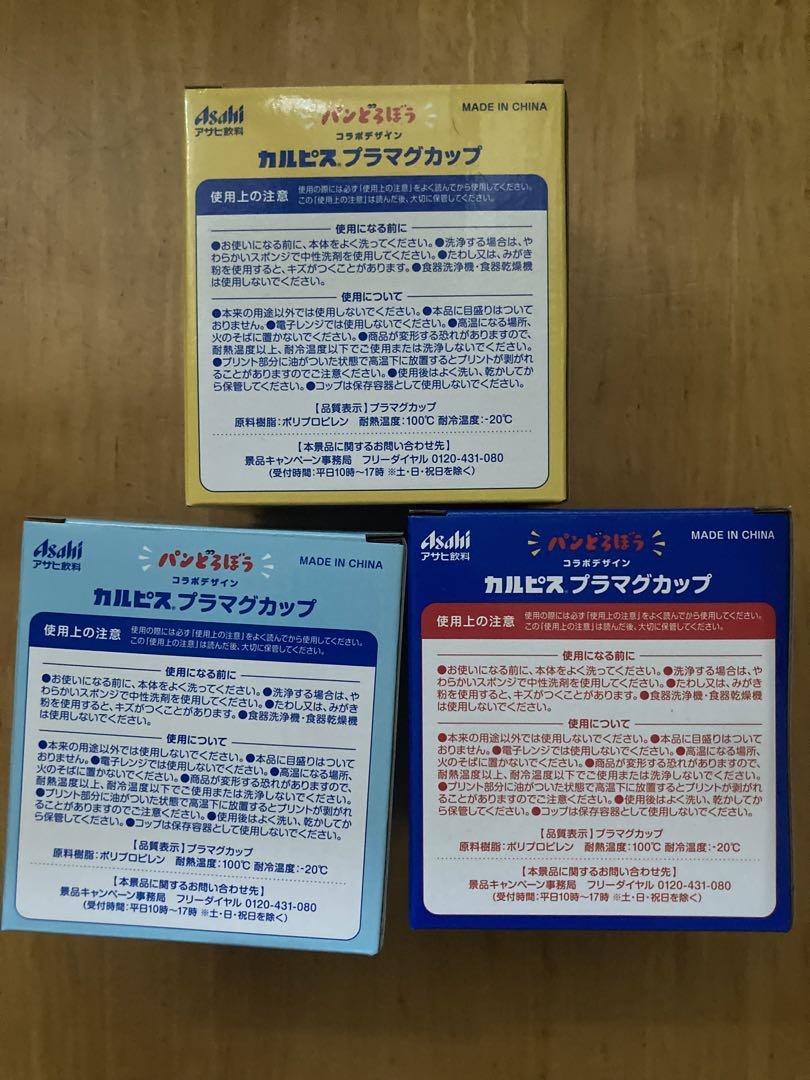 Asahi
アサヒ飲料
パンどろぼう
MADE IN CHINA
コラボデザイン
カルピス®プラマグカップ
使用上の注意
使用の際には必ず「使用上の注意」をよく読んでから使用してください。
この「使用上の注意」は読んだ後、大切に保管してください。
使用になる前に
●お使いになる前に、本体をよく洗ってください。●洗浄する場合は、や
わらかいスポンジで中性洗剤を使用してください。●たわし又は、みがき
粉を使用すると、キズがつくことがあります。●食器洗浄機・食器乾燥機
は使用しないでください。
使用について
●本来の用途以外では使用しないでください。●本品に目盛りはついて
おりません。●電子レンジでは使用しないでください。●高温になる場所、
火のそばに置かないでください。●商品が変形する恐れがありますので、
耐熱温度以上、耐冷温度以下でご使用または洗浄しないでください。
●プリント部分に油がついた状態で高温下に放置するとプリントが剥がれ
ることがありますのでご注意ください。●使用後はよく洗い、乾かしてか
ら保管してください。●コップは保存容器として使用しないでください。
【品質表示】プラマグカップ
原料樹脂:ポリプロピレン 耐熱温度:100℃ 耐冷温度:-20℃
【本景品に関するお問い合わせ先】
景品キャンペーン事務局 フリーダイヤル 0120-431-080
(受付時間:平日10時~17時 ※土・日・祝日を除く)
Asahi
アサヒ飲料
パンどろぼう
MADE IN CHINA
コラボデザイン
カルピス®プラマグカップ
使用上の注意
使用の際には必ず「使用上の注意」をよく読んでから使用してください。
この「使用上の注意」は読んだ後、大切に保管してください。
使用になる前に
●お使いになる前に、本体をよく洗ってください。●洗浄する場合は、や
わらかいスポンジで中性洗剤を使用してください。●たわし又は、みがき
粉を使用すると、キズがつくことがあります。●食器洗浄機・食器乾燥機
は使用しないでください。
使用について
●本来の用途以外では使用しないでください。●本品に目盛りはついて
おりません。●電子レンジでは使用しないでください。●高温になる場所、
火のそばに置かないでください。●商品が変形する恐れがありますので、
耐熱温度以上、耐冷温度以下でご使用または洗浄しないでください。
●プリント部分に油がついた状態で高温下に放置するとプリントが剥がれ
ることがありますのでご注意ください。●使用後はよく洗い、乾かしてか
ら保管してください。●コップは保存容器として使用しないでください。
【品質表示】プラマグカップ
原料樹脂:ポリプロピレン 耐熱温度:100℃ 耐冷温度:-20℃
【本景品に関するお問い合わせ先】
景品キャンペーン事務局 フリーダイヤル 0120-431-080
(受付時間:平日10時~17時 ※土・日・祝日を除く)
Asahi
アサヒ飲料
パンどろぼう
MADE IN CHINA
コラボデザイン
カルピス®プラマグカップ
使用上の注意
使用の際には必ず「使用上の注意」をよく読んでから使用してください。
この「使用上の注意」は読んだ後、大切に保管してください。
使用になる前に
●お使いになる前に、本体をよく洗ってください。●洗浄する場合は、や
わらかいスポンジで中性洗剤を使用してください。●たわし又は、みがき
粉を使用すると、キズがつくことがあります。●食器洗浄機・食器乾燥機
は使用しないでください。
使用について
●本来の用途以外では使用しないでください。●本品に目盛りはついて
おりません。●電子レンジでは使用しないでください。●高温になる場所、
火のそばに置かないでください。●商品が変形する恐れがありますので、
耐熱温度以上、耐冷温度以下でご使用または洗浄しないでください。
●プリント部分に油がついた状態で高温下に放置するとプリントが剥がれ
ることがありますのでご注意ください。●使用後はよく洗い、乾かしてか
ら保管してください。●コップは保存容器として使用しないでください。
【品質表示】プラマグカップ
原料樹脂:ポリプロピレン 耐熱温度:100℃ 耐冷温度:-20℃
【本景品に関するお問い合わせ先】
景品キャンペーン事務局 フリーダイヤル 0120-431-080
(受付時間:平日10時~17時 ※土・日・祝日を除く)